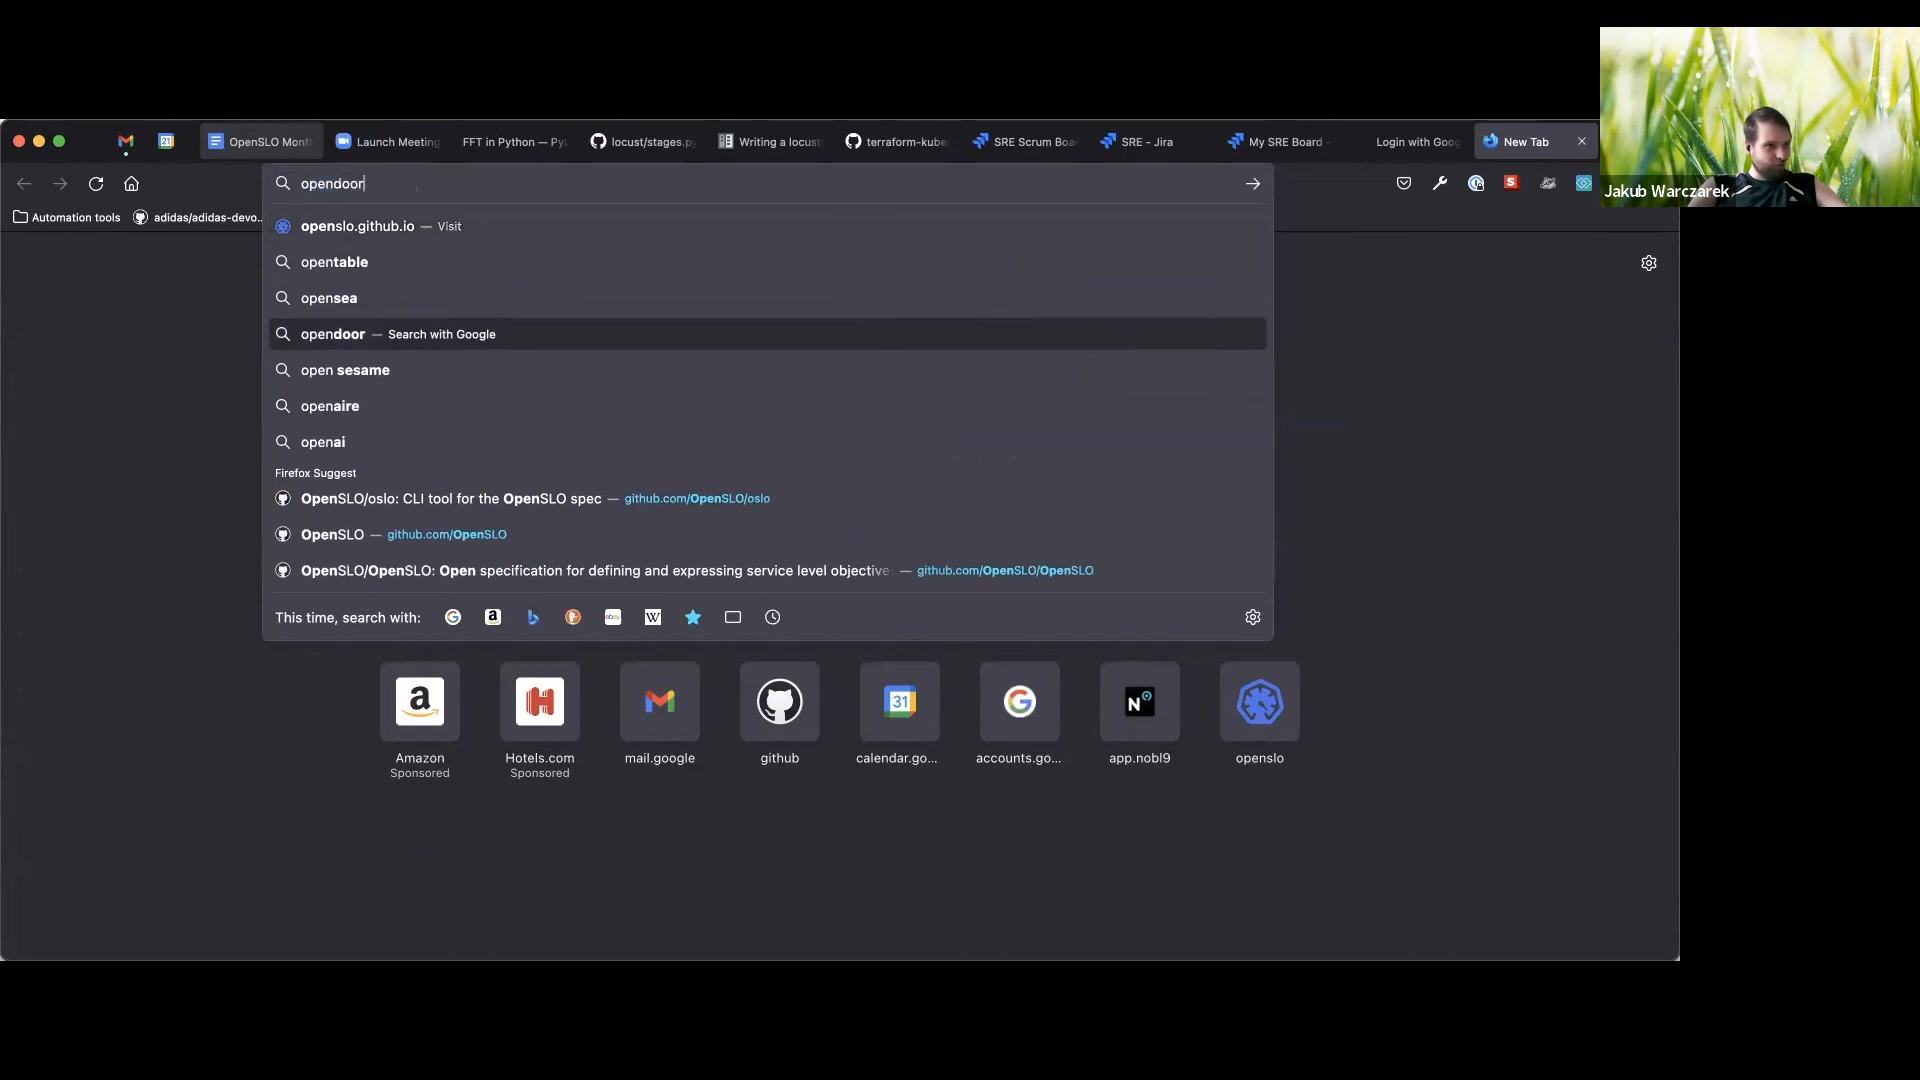 OpenSLO Mont
Launch Meeting
FFT in Python — Pyt
locust/stages.py
Writing a locust
terraform-kube
SRE Scrum Boa
SRE - Jira
My SRE Board -
Login with Goog
New Tab
opendoor
Jakub Warczarek
Automation tools
adidas/adidas-devo...
openslo.github.io — Visit
opentable
opensea
opendoor — Search with Google
open sesame
openaire
openai
Firefox Suggest
OpenSLO/oslo: CLI tool for the OpenSLO spec — github.com/OpenSLO/oslo
OpenSLO — github.com/OpenSLO
OpenSLO/OpenSLO: Open specification for defining and expressing service level objective — github.com/OpenSLO/OpenSLO
This time, search with:
Amazon
Sponsored
Hotels.com
Sponsored
mail.google
github
calendar.go...
accounts.go...
app.nobl9
openslo